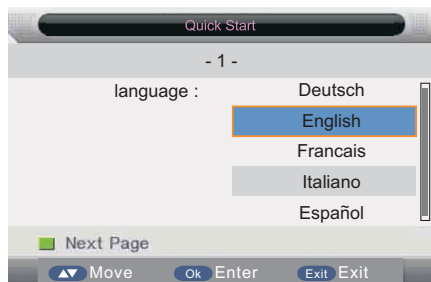 Quick Start
- 1 -
language : Deutsch
English
Francais
Italiano
Español
Next Page
Move Ok Enter Exit Exit